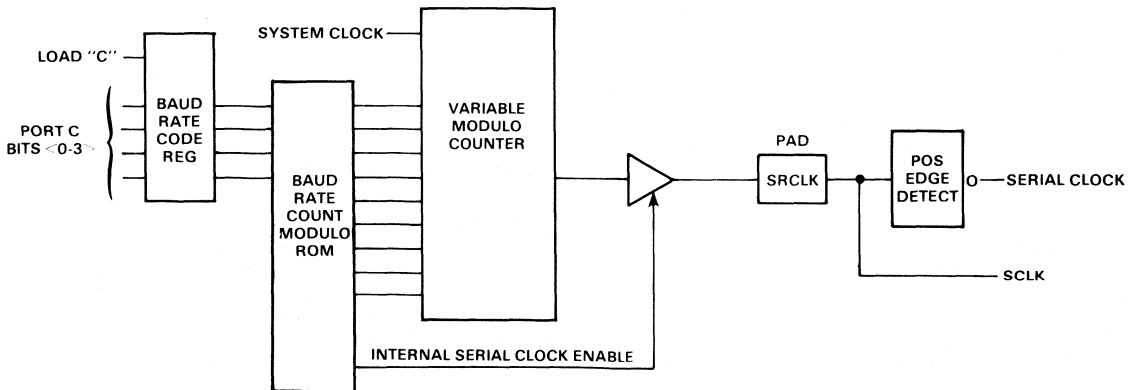 SYSTEM CLOCK
LOAD "C"
PORT C
BITS <0-3>
BAUD
RATE
CODE
REG
BAUD
RATE
COUNT
MODULO
ROM
VARIABLE
MODULO
COUNTER
INTERNAL SERIAL CLOCK ENABLE
PAD
SRCLK
POS
EDGE
DETECT
O
SERIAL CLOCK
SCLK